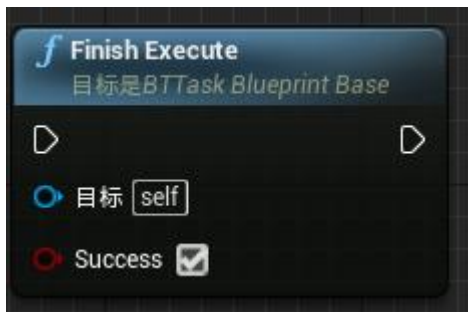 f Finish Execute
目标是BTTask Blueprint Base
目标 self
Success